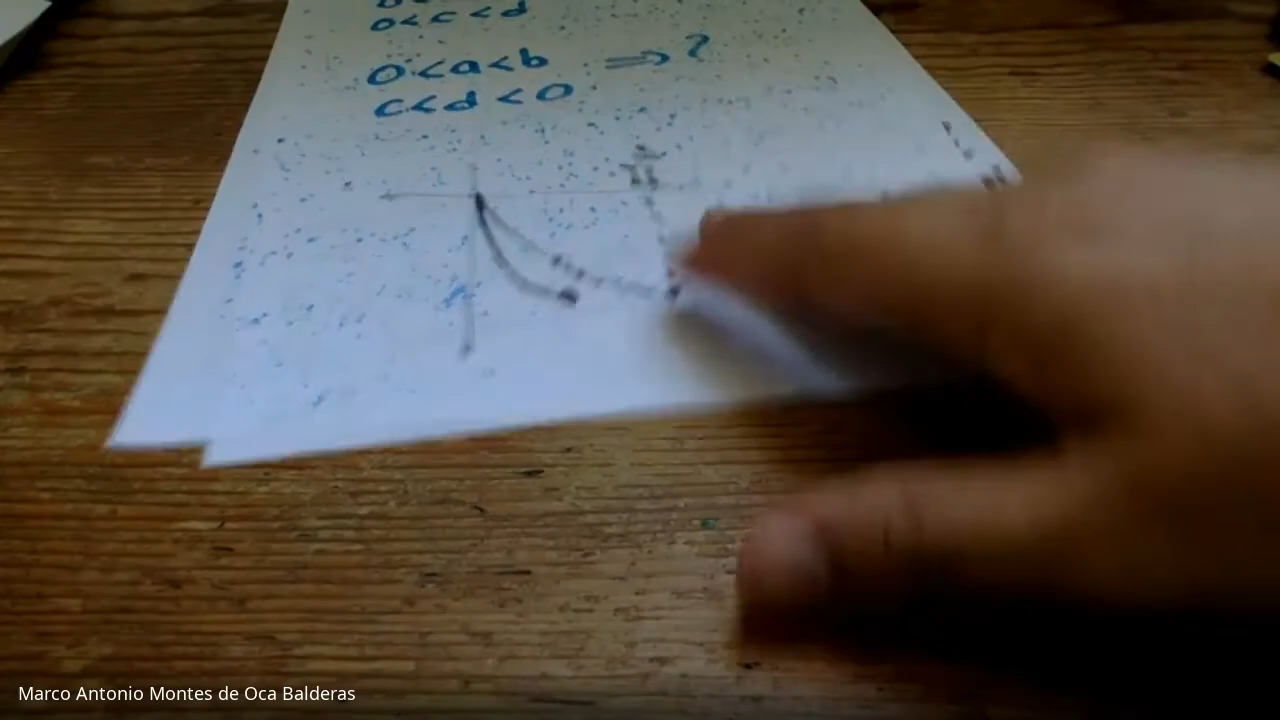 0<c<d
0<a<b => ?
c<d<0
Marco Antonio Montes de Oca Balderas